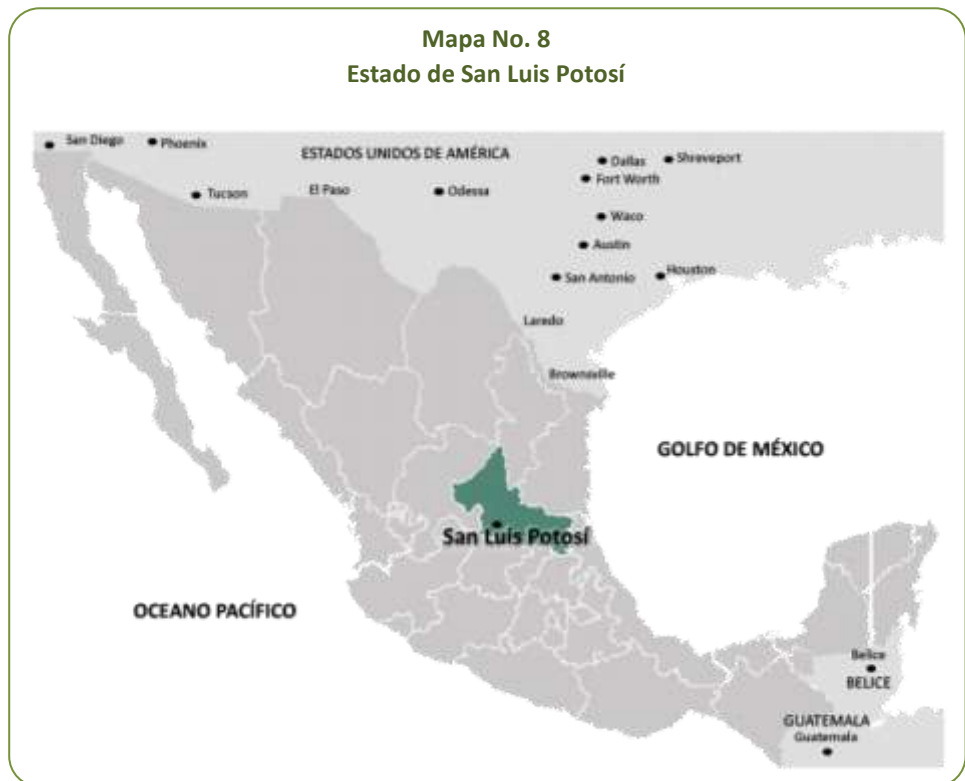 Mapa No. 8
Estado de San Luis Potosí
San Diego
Phoenix
ESTADOS UNIDOS DE AMÉRICA
Dallas
Shreveport
Fort Worth
Tucson
El Paso
Odessa
Waco
Austin
San Antonio
Houston
Laredo
Brownsville
GOLFO DE MÉXICO
San Luis Potosí
OCEANO PACÍFICO
Belice
BELICE
GUATEMALA
Guatemala